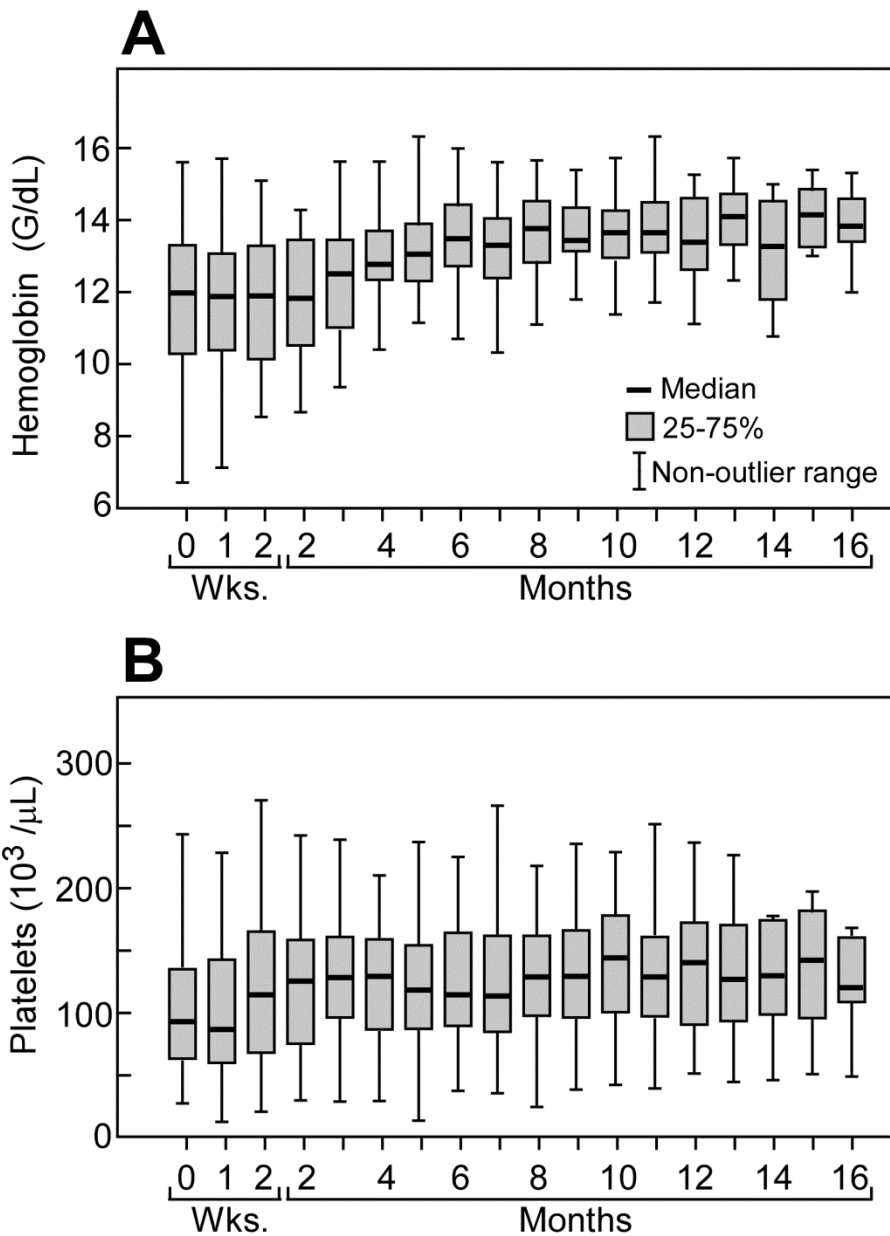 A
Hemoglobin (G/dL)
16
14
12
10
8
6
Median
25-75%
Non-outlier range
0 1 2 2 4 6 8 10 12 14 16
Wks. Months
B
Platelets (10³ /µL)
300
200
100
0
0 1 2 2 4 6 8 10 12 14 16
Wks. Months